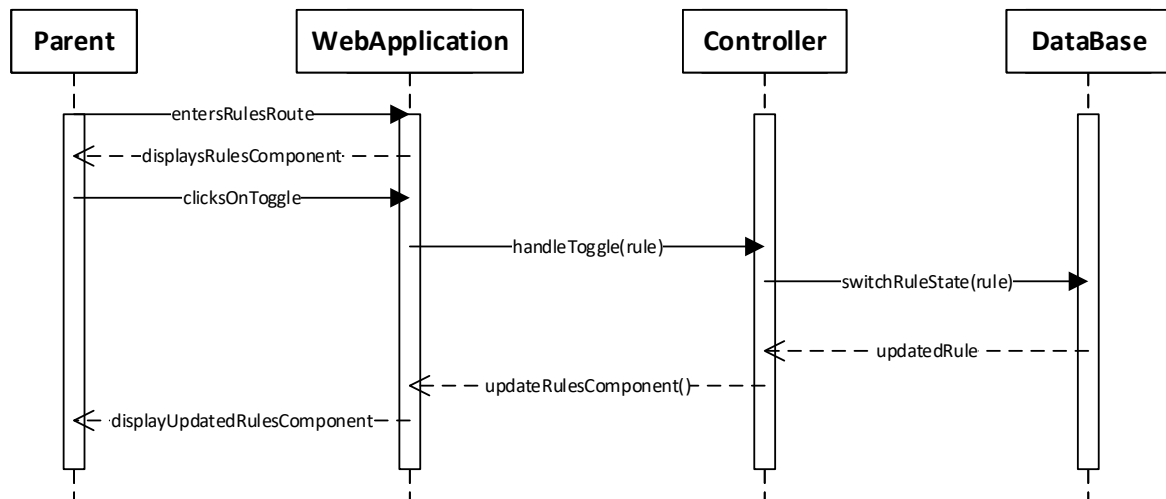 Parent
WebApplication
Controller
DataBase
entersRulesRoute
displaysRulesComponent
clicksOnToggle
handleToggle(rule)
switchRuleState(rule)
updatedRule
updateRulesComponent()
displayUpdatedRulesComponent